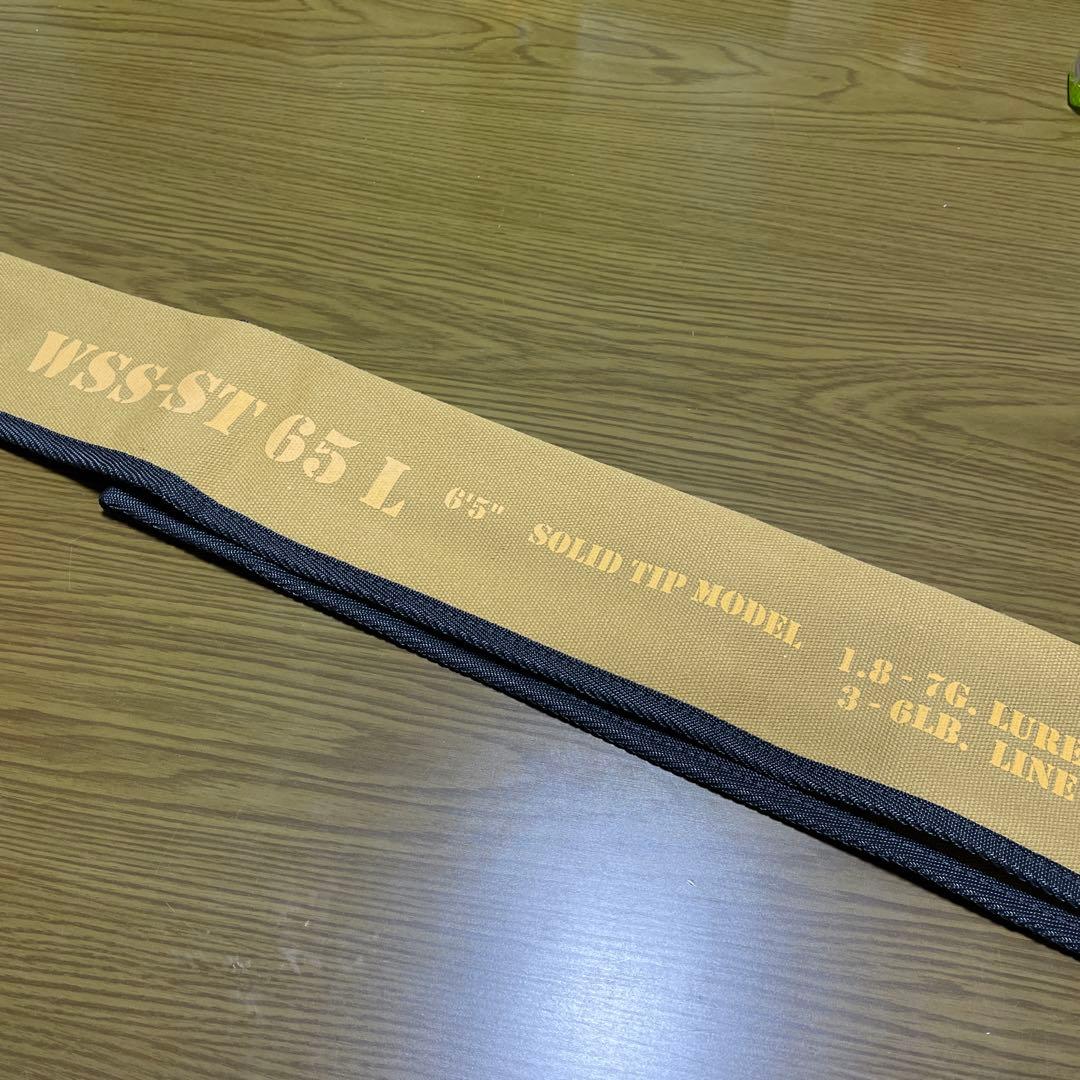 WSS-ST 65 L 6'5" SOLID TIP MODEL 1.8 - 7G. LURE
3 - 6LB. LINE